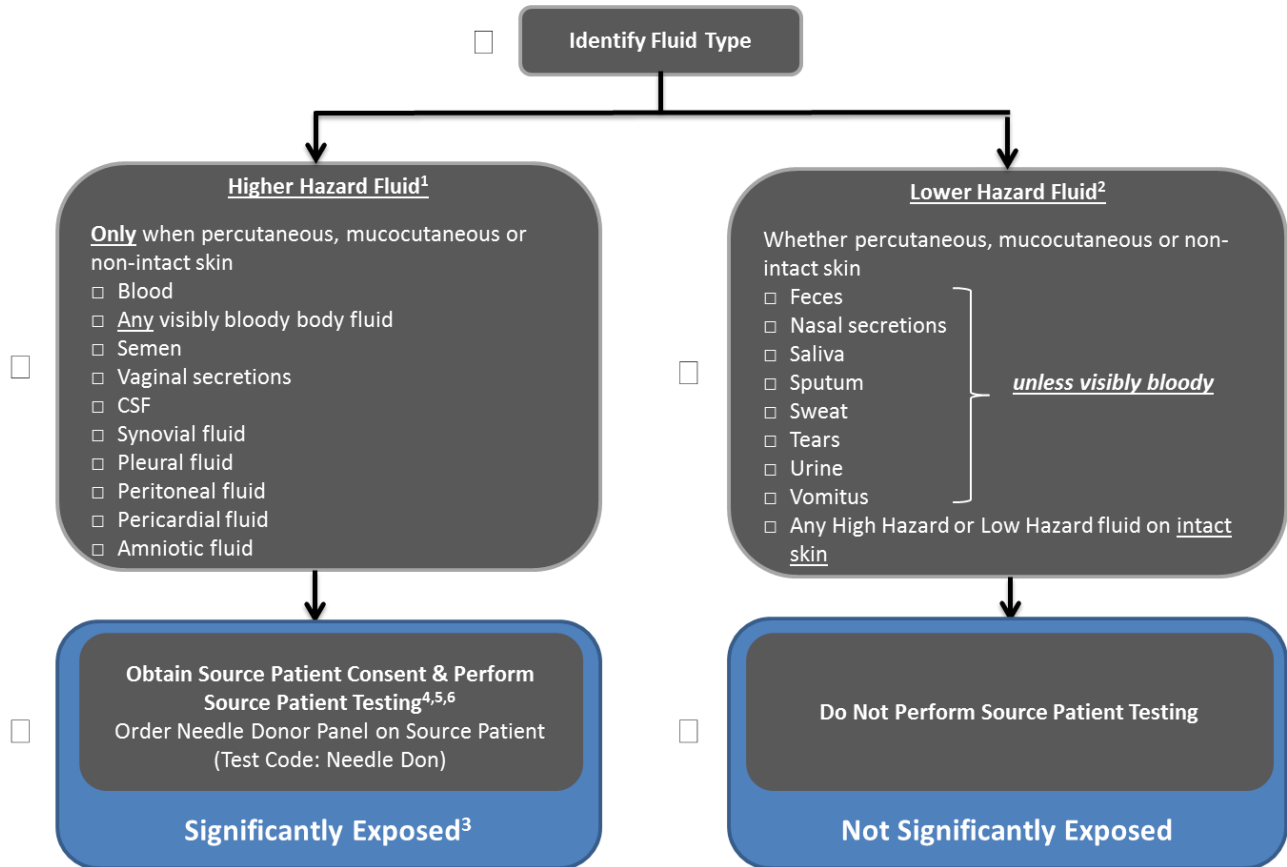 □ Identify Fluid Type
Higher Hazard Fluid¹
Only when percutaneous, mucocutaneous or
non-intact skin
□ Blood
□ Any visibly bloody body fluid
□ Semen
□ Vaginal secretions
□ CSF
□ Synovial fluid
□ Pleural fluid
□ Peritoneal fluid
□ Pericardial fluid
□ Amniotic fluid
Lower Hazard Fluid²
Whether percutaneous, mucocutaneous or non-
intact skin
□ Feces
□ Nasal secretions
□ Saliva
□ Sputum
□ Sweat
□ Tears
□ Urine
□ Vomitus
unless visibly bloody
□ Any High Hazard or Low Hazard fluid on intact
skin
Obtain Source Patient Consent & Perform
Source Patient Testing⁴,⁵,⁶
Order Needle Donor Panel on Source Patient
(Test Code: Needle Don)
Significantly Exposed³
Do Not Perform Source Patient Testing
Not Significantly Exposed